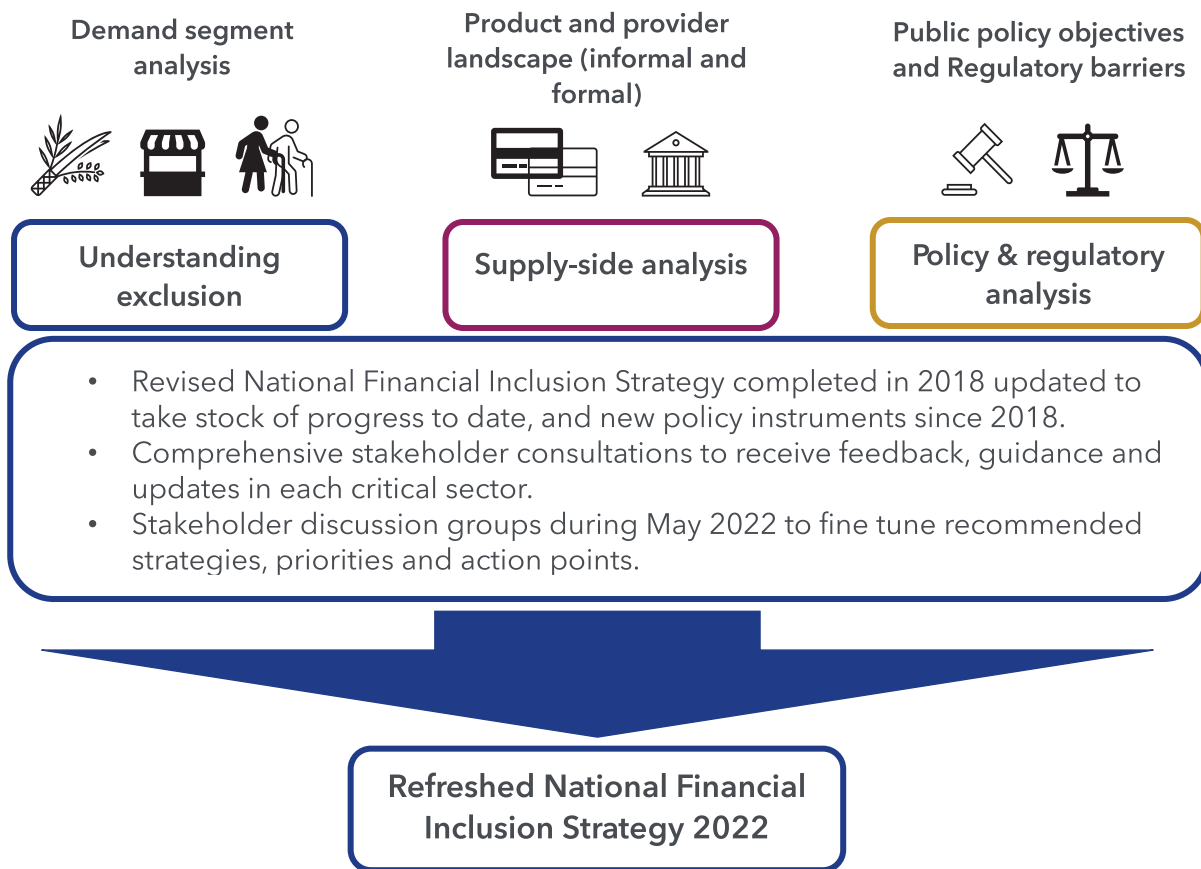 Demand segment
analysis
Product and provider
landscape (informal and
formal)
Public policy objectives
and Regulatory barriers
Understanding
exclusion
Supply-side analysis
Policy & regulatory
analysis
• Revised National Financial Inclusion Strategy completed in 2018 updated to
take stock of progress to date, and new policy instruments since 2018.
• Comprehensive stakeholder consultations to receive feedback, guidance and
updates in each critical sector.
• Stakeholder discussion groups during May 2022 to fine tune recommended
strategies, priorities and action points.
Refreshed National Financial
Inclusion Strategy 2022